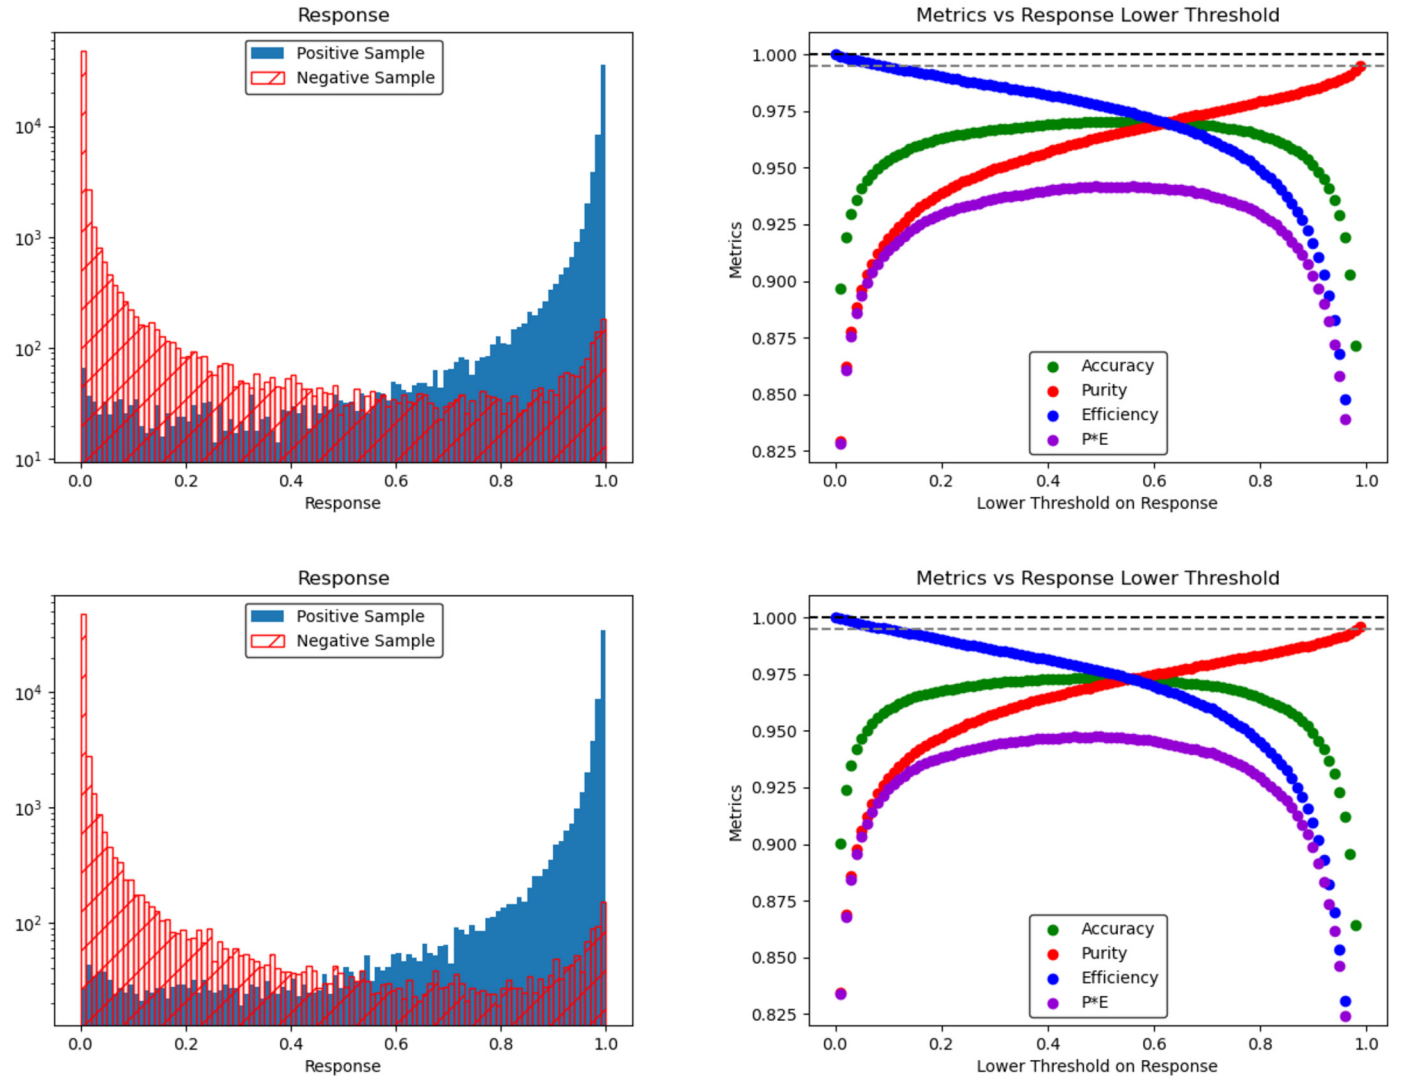 Response
Positive Sample
Negative Sample
10⁴
10³
10²
10¹
0.0 0.2 0.4 0.6 0.8 1.0
Response
Metrics vs Response Lower Threshold
1.000
0.975
0.950
0.925
0.900
0.875
0.850
0.825
Metrics
Accuracy
Purity
Efficiency
P*E
0.0 0.2 0.4 0.6 0.8 1.0
Lower Threshold on Response
Response
Positive Sample
Negative Sample
10⁴
10³
10²
0.0 0.2 0.4 0.6 0.8 1.0
Response
Metrics vs Response Lower Threshold
1.000
0.975
0.950
0.925
0.900
0.875
0.850
0.825
Metrics
Accuracy
Purity
Efficiency
P*E
0.0 0.2 0.4 0.6 0.8 1.0
Lower Threshold on Response